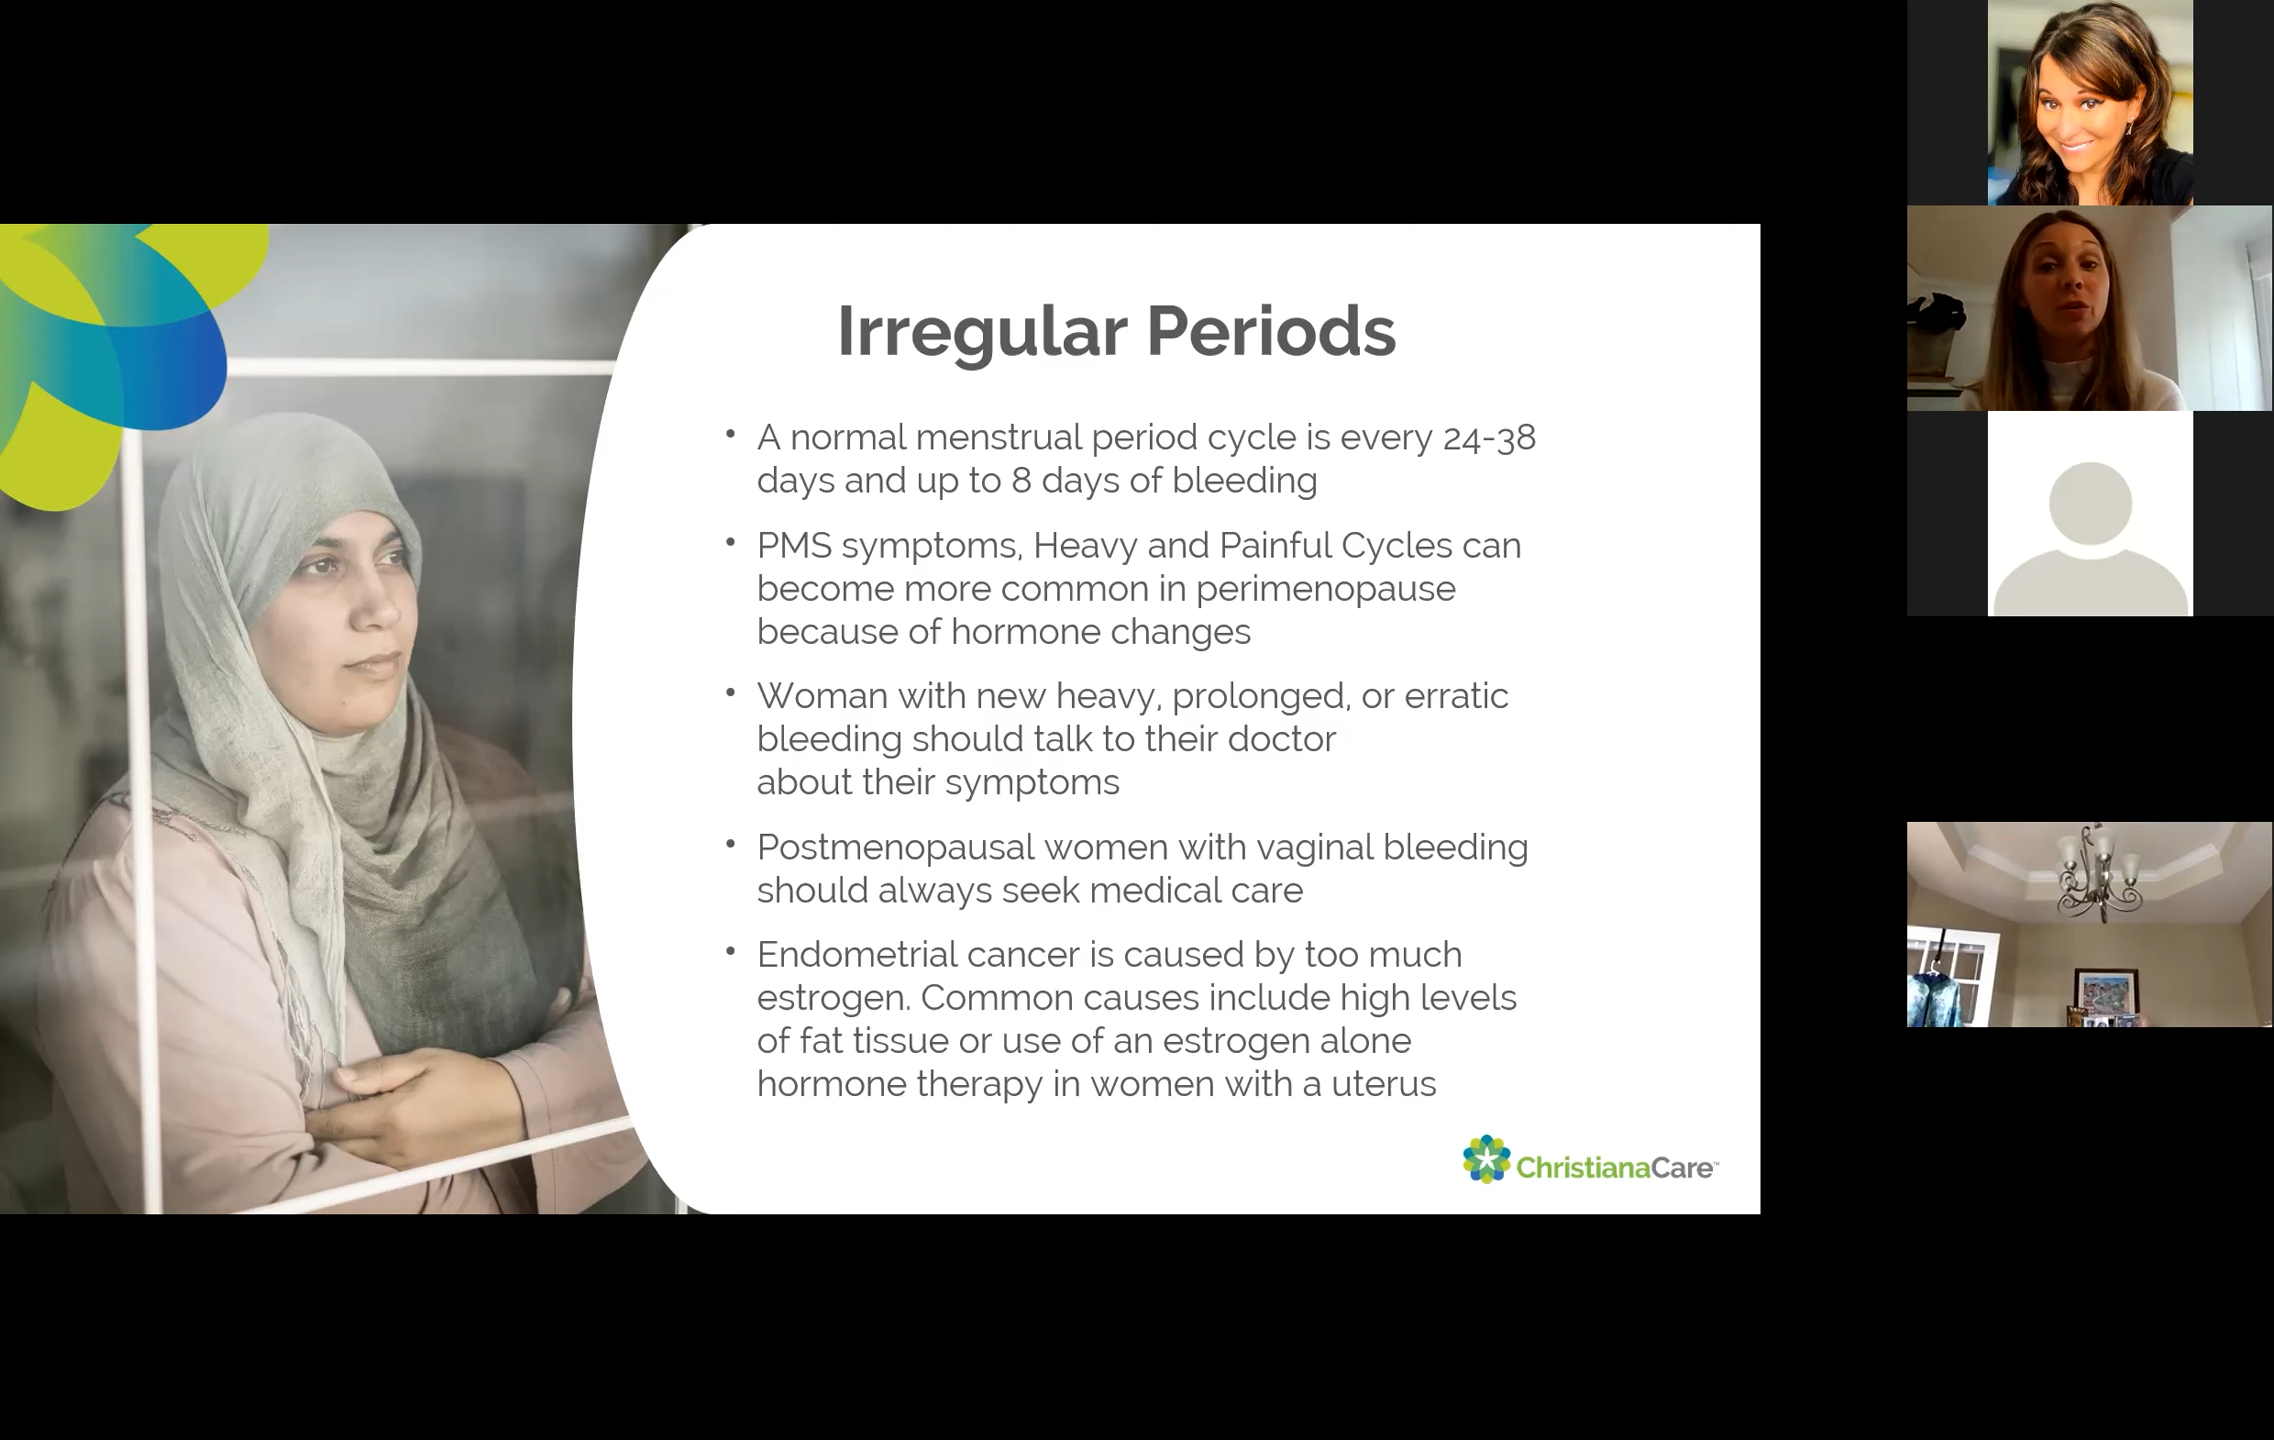 Irregular Periods
• A normal menstrual period cycle is every 24-38
days and up to 8 days of bleeding
• PMS symptoms, Heavy and Painful Cycles can
become more common in perimenopause
because of hormone changes
• Woman with new heavy, prolonged, or erratic
bleeding should talk to their doctor
about their symptoms
• Postmenopausal women with vaginal bleeding
should always seek medical care
• Endometrial cancer is caused by too much
estrogen. Common causes include high levels
of fat tissue or use of an estrogen alone
hormone therapy in women with a uterus
ChristianaCare™